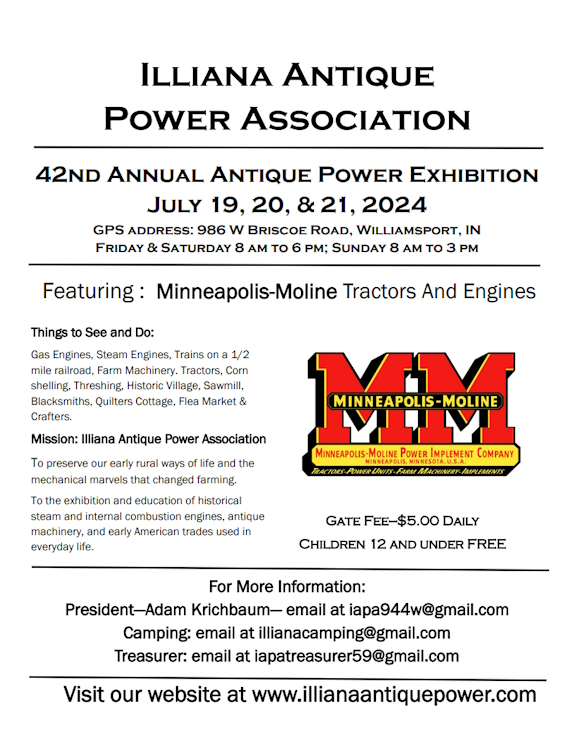 Illiana Antique
Power Association
42nd Annual Antique Power Exhibition
July 19, 20, & 21, 2024
GPS address: 986 W Briscoe Road, Williamsport, IN
Friday & Saturday 8 am to 6 pm; Sunday 8 am to 3 pm
Featuring : Minneapolis-Moline Tractors And Engines
Things to See and Do:
Gas Engines, Steam Engines, Trains on a 1/2
mile railroad, Farm Machinery. Tractors, Corn
shelling, Threshing, Historic Village, Sawmill,
Blacksmiths, Quilters Cottage, Flea Market &
Crafters.
Mission: Illiana Antique Power Association
To preserve our early rural ways of life and the
mechanical marvels that changed farming.
To the exhibition and education of historical
steam and internal combustion engines, antique
machinery, and early American trades used in
everyday life.
MM
Minneapolis-Moline
Minneapolis-Moline Power Implement Company
Minneapolis, Minnesota, U.S.A.
Tractors-Power Units-Farm Machinery-Implements
Gate Fee—$5.00 Daily
Children 12 and under FREE
For More Information:
President—Adam Krichbaum— email at iapa944w@gmail.com
Camping: email at illianacamping@gmail.com
Treasurer: email at iapatreasurer59@gmail.com
Visit our website at www.illianaantiquepower.com